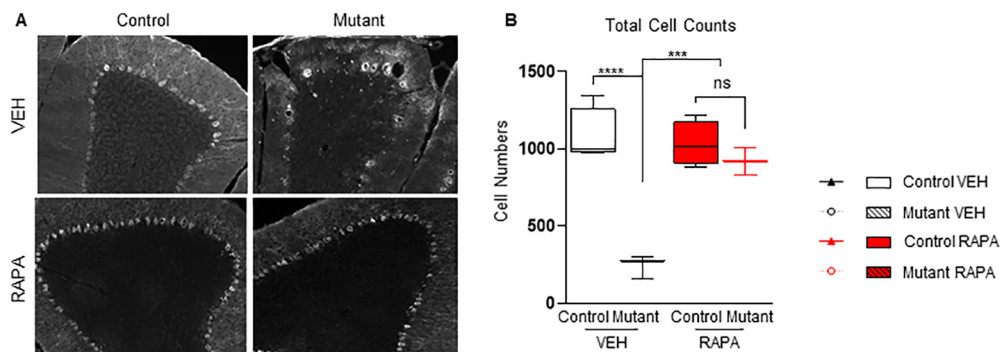 A
Control
Mutant
VEH
RAPA
B
Total Cell Counts
Cell Numbers
1500
1000
500
0
****
***
ns
Control Mutant
VEH
Control Mutant
RAPA
Control VEH
Mutant VEH
Control RAPA
Mutant RAPA